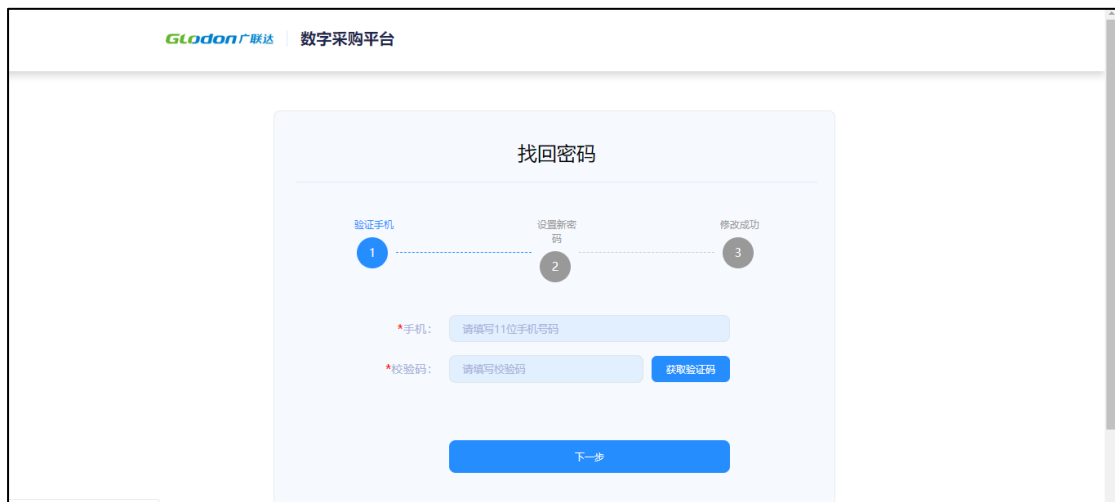 Glodon广联达 数字采购平台
找回密码
验证手机 设置新密 修改成功
码
1 2 3
*手机: 请填写11位手机号码
*校验码: 请填写校验码 获取验证码
下一步